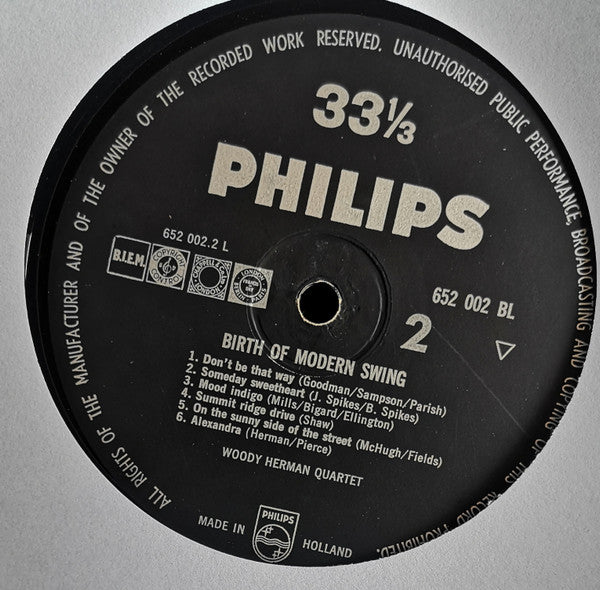 ALL RIGHTS OF THE MANUFACTURER AND OF THE OWNER OF THE RECORDED WORK RESERVED. UNAUTHORISED PUBLIC PERFORMANCE, BROADCASTING AND COPYING OF THIS RECORD PROHIBITED.
33⅓
PHILIPS
652 002.2 L
B.I.E.M.
COPYRIGHT CONTROL
652 002 BL
2
BIRTH OF MODERN SWING
1. Don't be that way (Goodman/Sampson/Parish)
2. Someday sweetheart (J. Spikes/B. Spikes)
3. Mood indigo (Mills/Bigard/Ellington)
4. Summit ridge drive (Shaw)
5. On the sunny side of the street (McHugh/Fields)
6. Alexandra (Herman/Pierce)
WOODY HERMAN QUARTET
MADE IN
PHILIPS
HOLLAND